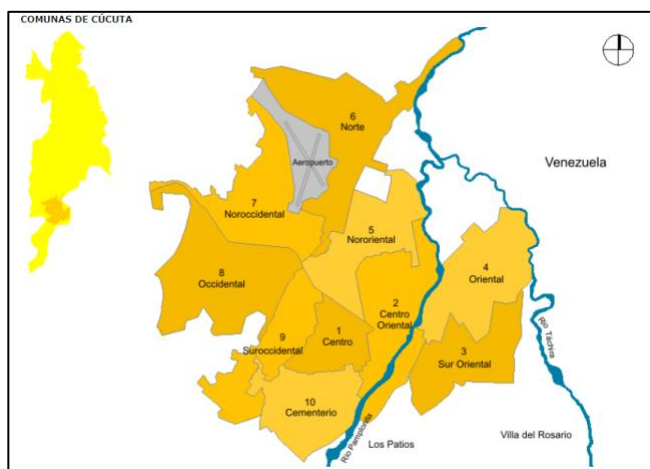 COMUNAS DE CÚCUTA
6
Norte
Aeropuerto
Venezuela
7
Noroccidental
5
Nororiental
8
Occidental
4
Oriental
2
Centro
Oriental
9
Suroccidental
1
Centro
3
Sur Oriental
Río Táchira
10
Cementerio
Río Pamplonita
Los Patios
Villa del Rosario